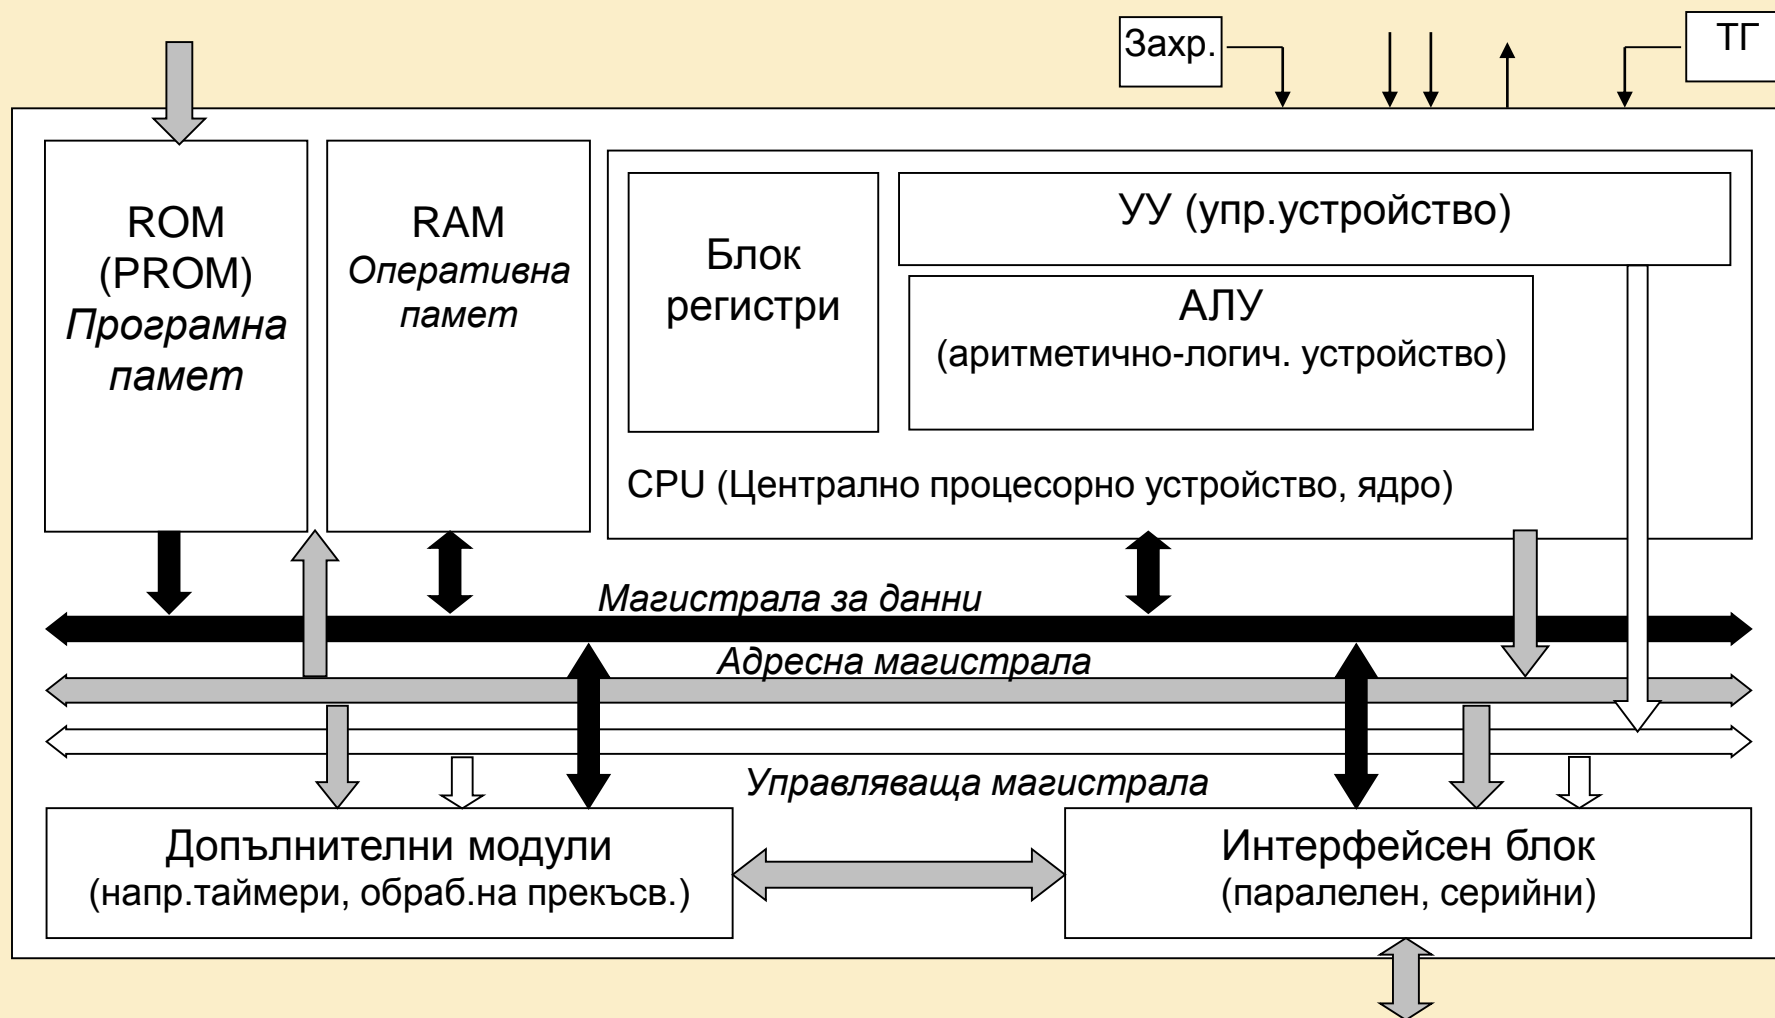 Захр.
ТГ
ROM
(PROM)
Програмна
памет
RAM
Оперативна
памет
Блок
регистри
УУ (упр.устройство)
АЛУ
(аритметично-логич. устройство)
CPU (Централно процесорно устройство, ядро)
Магистрала за данни
Адресна магистрала
Управляваща магистрала
Допълнителни модули
(напр.таймери, обраб.на прекъсв.)
Интерфейсен блок
(паралелен, серийни)